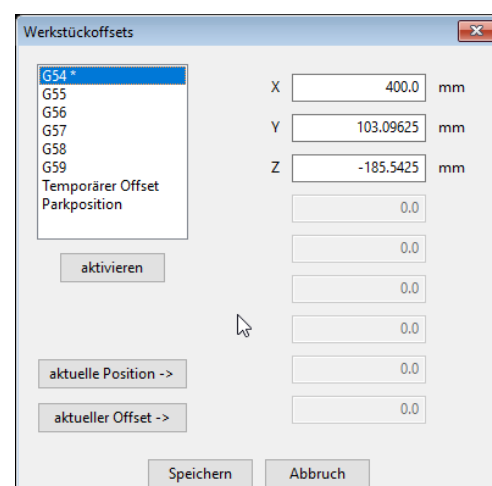 Werkstückoffsets
G54 *
G55
G56
G57
G58
G59
Temporärer Offset
Parkposition
aktivieren
aktuelle Position ->
aktueller Offset ->
X 400.0 mm
Y 103.09625 mm
Z -185.5425 mm
0.0
0.0
0.0
0.0
0.0
0.0
Speichern Abbruch